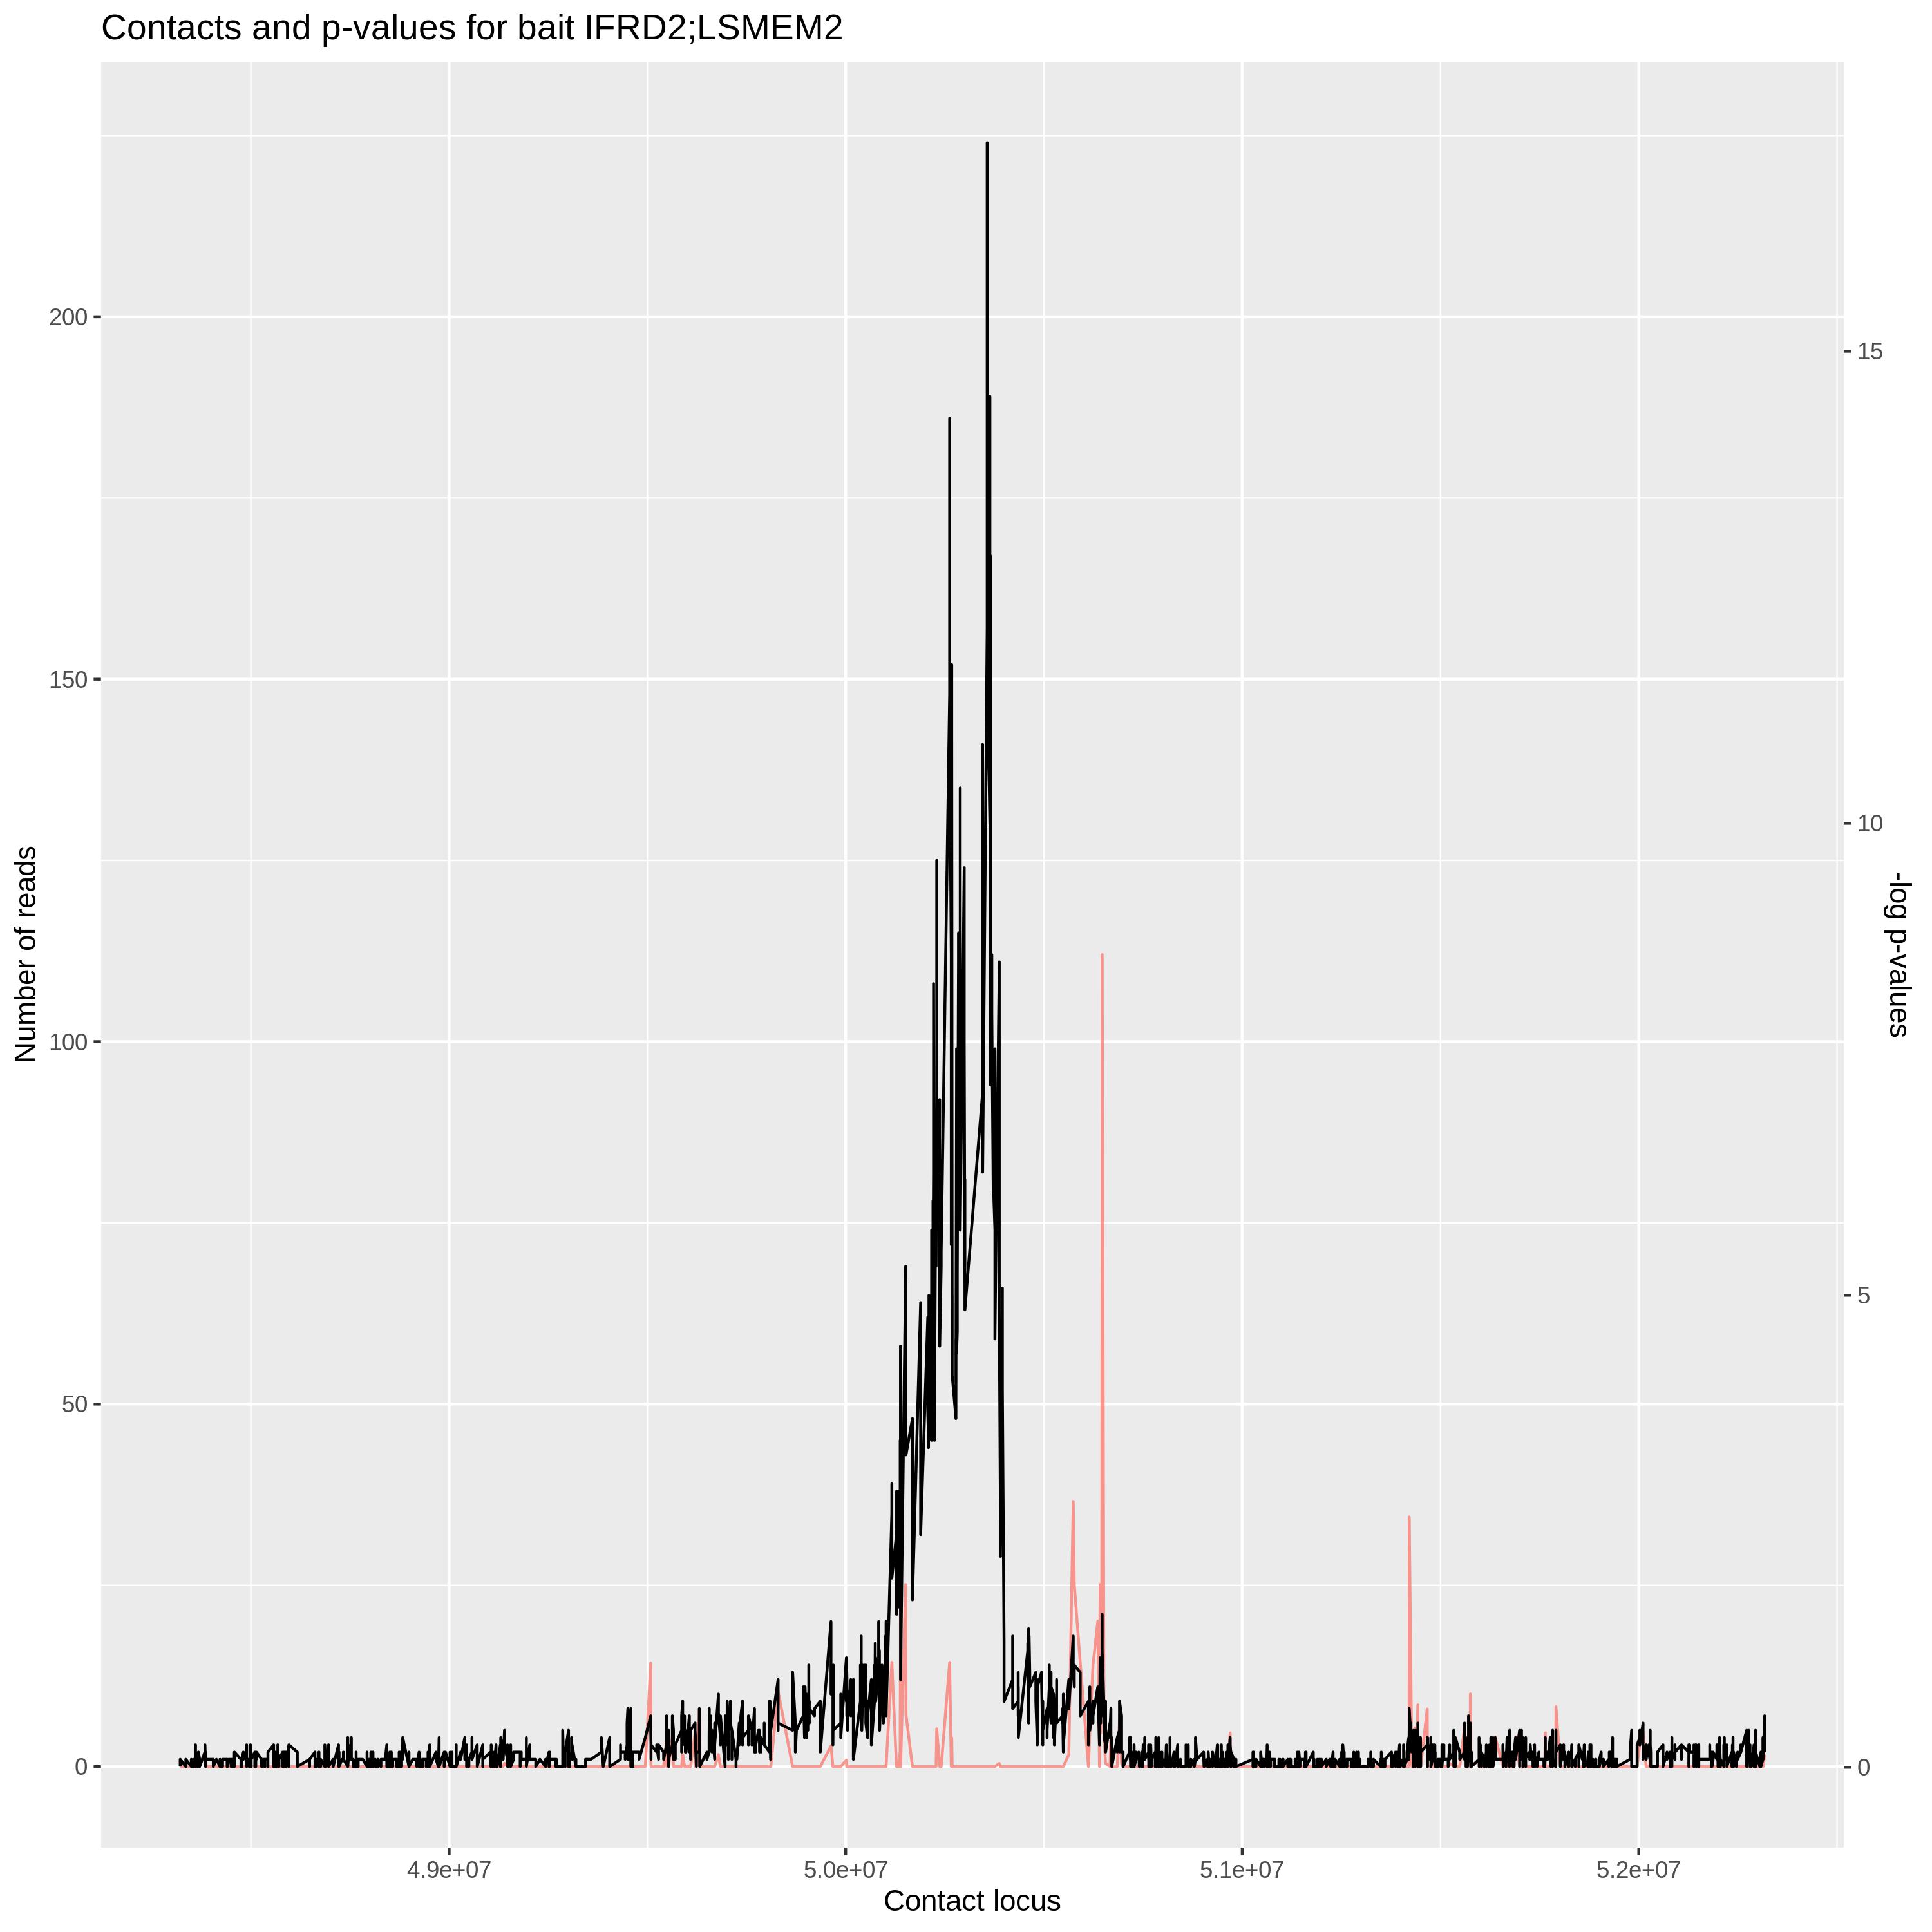 Contacts and p-values for bait IFRD2;LSMEM2
200
150
100
50
0
Number of reads
15
10
5
0
-log p-values
4.9e+07
5.0e+07
5.1e+07
5.2e+07
Contact locus